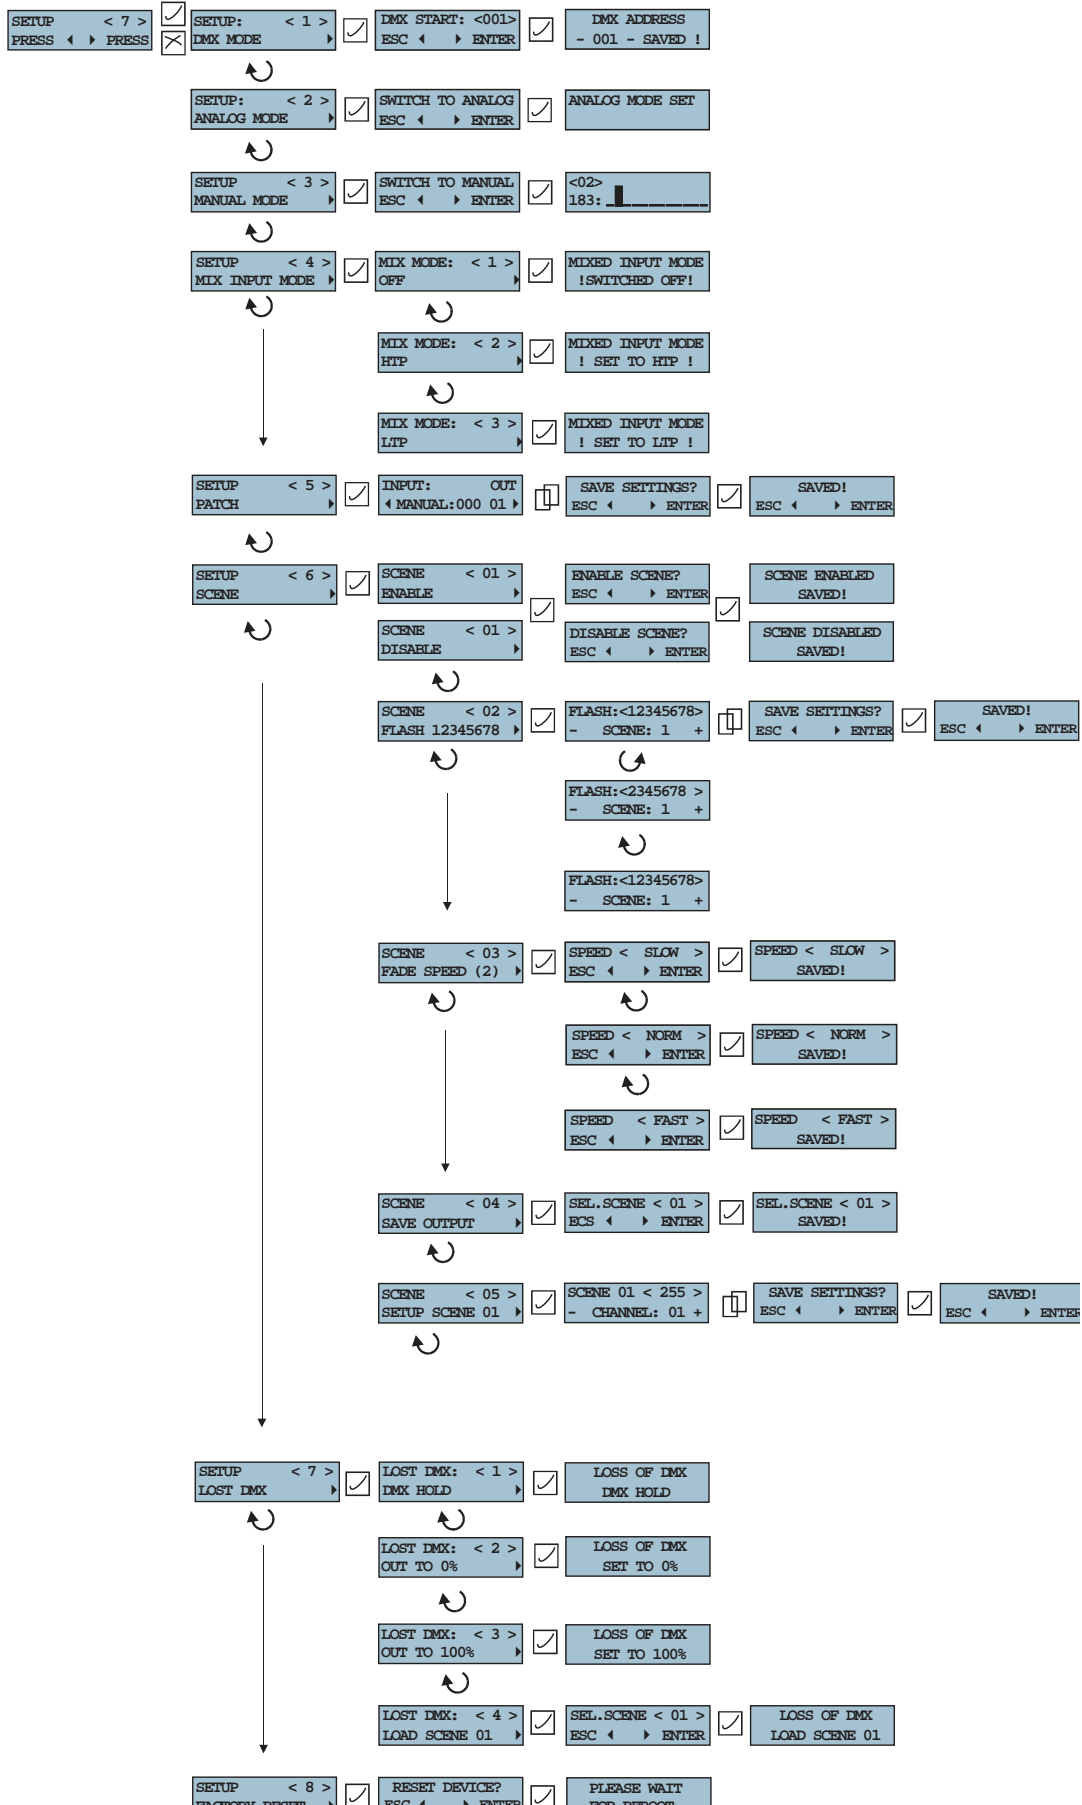 SETUP < 7 >
PRESS PRESS
SETUP: < 1 >
DMX MODE
DMX START: <001>
ESC ENTER
DMX ADDRESS
- 001 - SAVED !
SETUP: < 2 >
ANALOG MODE
SWITCH TO ANALOG
ESC ENTER
ANALOG MODE SET
SETUP < 3 >
MANUAL MODE
SWITCH TO MANUAL
ESC ENTER
<02>
183:
SETUP < 4 >
MIX INPUT MODE
MIX MODE: < 1 >
OFF
MIXED INPUT MODE
!SWITCHED OFF!
MIX MODE: < 2 >
HTP
MIXED INPUT MODE
! SET TO HTP !
MIX MODE: < 3 >
LTP
MIXED INPUT MODE
! SET TO LTP !
SETUP < 5 >
PATCH
INPUT: OUT
MANUAL:000 01
SAVE SETTINGS?
ESC ENTER
SAVED!
ESC ENTER
SETUP < 6 >
SCENE
SCENE < 01 >
ENABLE
ENABLE SCENE?
ESC ENTER
SCENE ENABLED
SAVED!
SCENE < 01 >
DISABLE
DISABLE SCENE?
ESC ENTER
SCENE DISABLED
SAVED!
SCENE < 02 >
FLASH 12345678
FLASH:<12345678>
- SCENE: 1 +
SAVE SETTINGS?
ESC ENTER
SAVED!
ESC ENTER
FLASH:<2345678 >
- SCENE: 1 +
FLASH:<12345678>
- SCENE: 1 +
SCENE < 03 >
FADE SPEED (2)
SPEED < SLOW >
ESC ENTER
SPEED < SLOW >
SAVED!
SPEED < NORM >
ESC ENTER
SPEED < NORM >
SAVED!
SPEED < FAST >
ESC ENTER
SPEED < FAST >
SAVED!
SCENE < 04 >
SAVE OUTPUT
SEL.SCENE < 01 >
ECS ENTER
SEL.SCENE < 01 >
SAVED!
SCENE < 05 >
SETUP SCENE 01
SCENE 01 < 255 >
- CHANNEL: 01 +
SAVE SETTINGS?
ESC ENTER
SAVED!
ESC ENTER
SETUP < 7 >
LOST DMX
LOST DMX: < 1 >
DMX HOLD
LOSS OF DMX
DMX HOLD
LOST DMX: < 2 >
OUT TO 0%
LOSS OF DMX
SET TO 0%
LOST DMX: < 3 >
OUT TO 100%
LOSS OF DMX
SET TO 100%
LOST DMX: < 4 >
LOAD SCENE 01
SEL.SCENE < 01 >
ESC ENTER
LOSS OF DMX
LOAD SCENE 01
SETUP < 8 >
FACTORY RESET
RESET DEVICE?
ESC ENTER
PLEASE WAIT
FOR REBOOT